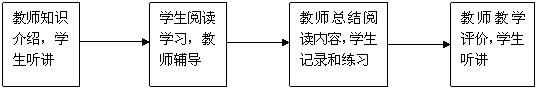 教师知识
介绍，学
生听讲
学生阅读
学习，教
师辅导
教师总结阅
读内容，学生
记录和练习
教师教学
评价，学生
听讲